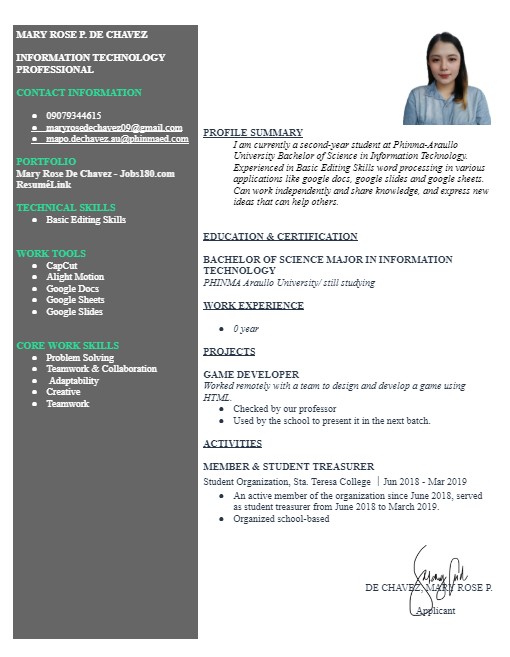 MARY ROSE P. DE CHAVEZ
INFORMATION TECHNOLOGY
PROFESSIONAL
CONTACT INFORMATION
● 09079344615
● maryrosedechavez09@gmail.com
● mapo.dechavez.au@phinmaed.com
PORTFOLIO
Mary Rose De Chavez - Jobs180.com
ResuméLink
TECHNICAL SKILLS
● Basic Editing Skills
WORK TOOLS
● CapCut
● Alight Motion
● Google Docs
● Google Sheets
● Google Slides
CORE WORK SKILLS
● Problem Solving
● Teamwork & Collaboration
● Adaptability
● Creative
● Teamwork
PROFILE SUMMARY
I am currently a second-year student at Phinma-Araullo
University Bachelor of Science in Information Technology.
Experienced in Basic Editing Skills word processing in various
applications like google docs, google slides and google sheets.
Can work independently and share knowledge, and express new
ideas that can help others.
EDUCATION & CERTIFICATION
BACHELOR OF SCIENCE MAJOR IN INFORMATION
TECHNOLOGY
PHINMA Araullo University/ still studying
WORK EXPERIENCE
● 0 year
PROJECTS
GAME DEVELOPER
Worked remotely with a team to design and develop a game using
HTML.
● Checked by our professor
● Used by the school to present it in the next batch.
ACTIVITIES
MEMBER & STUDENT TREASURER
Student Organization, Sta. Teresa College | Jun 2018 - Mar 2019
● An active member of the organization since June 2018, served
as student treasurer from June 2018 to March 2019.
● Organized school-based
DE CHAVEZ, MARY ROSE P.
Applicant